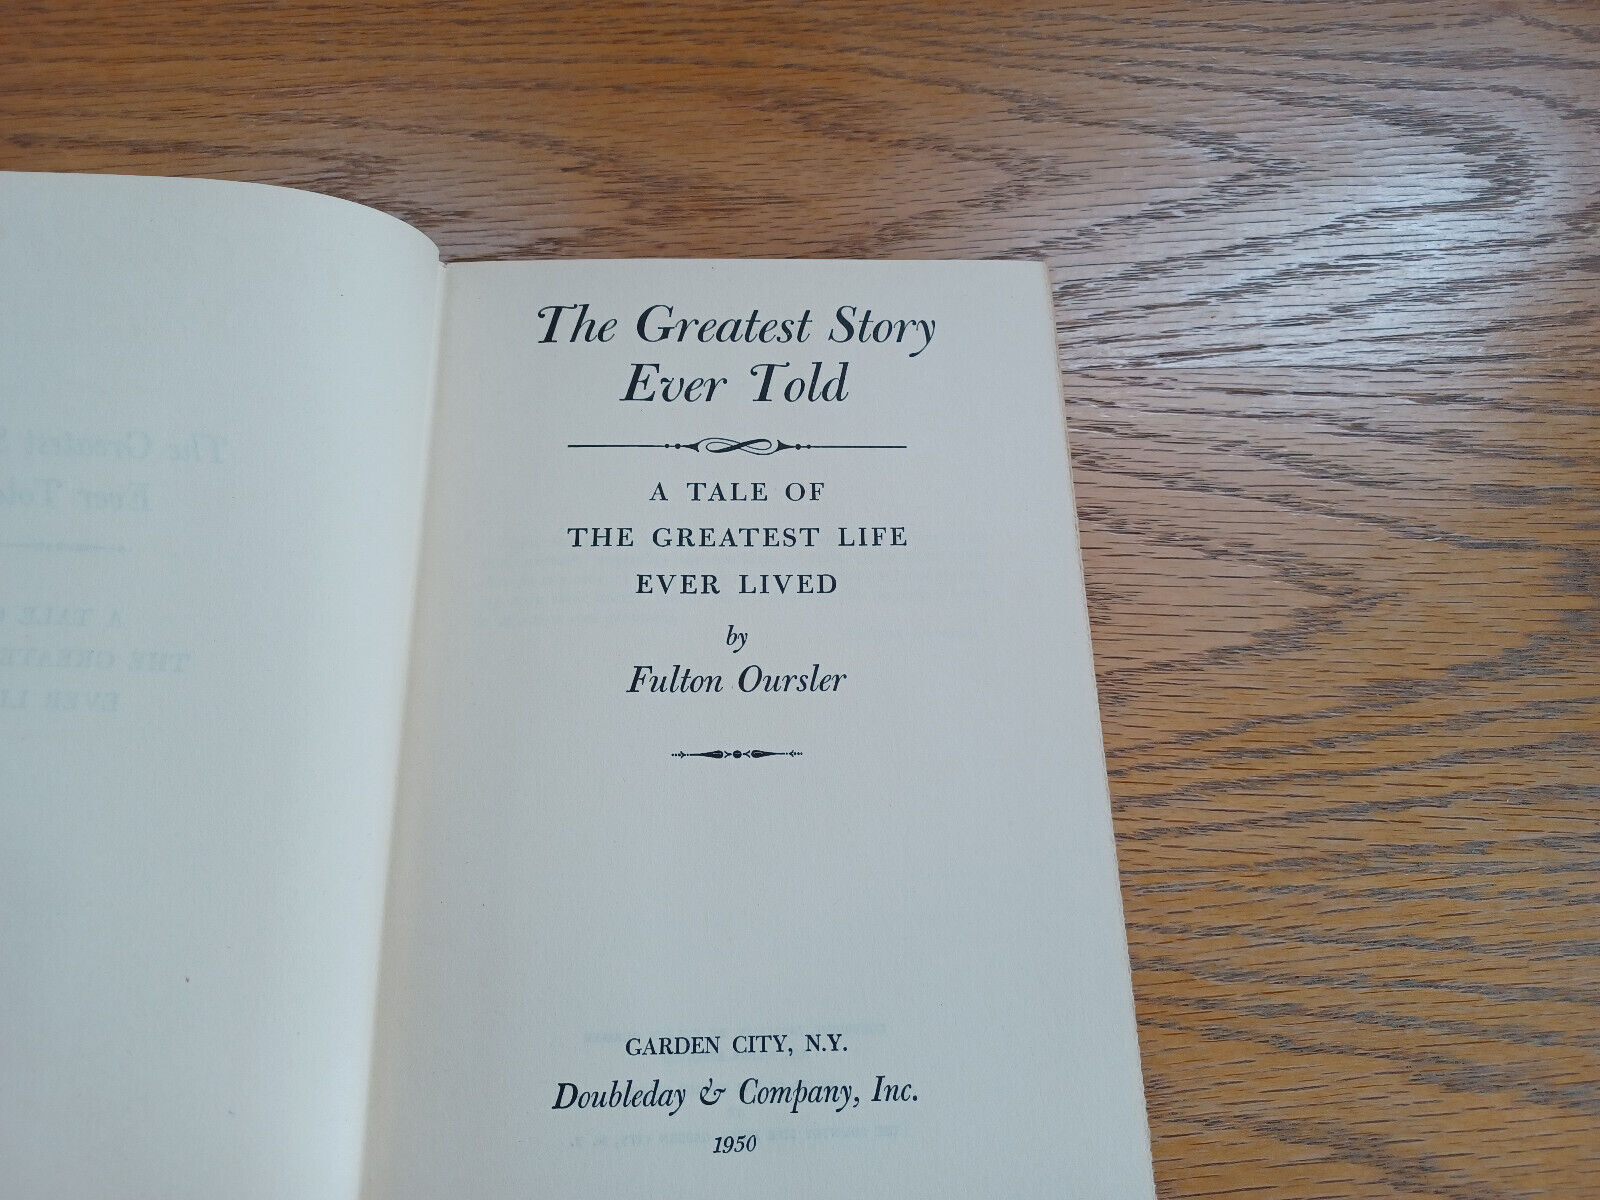 The Greatest Story
Ever Told
A TALE OF
THE GREATEST LIFE
EVER LIVED
by
Fulton Oursler
GARDEN CITY, N.Y.
Doubleday & Company, Inc.
1950